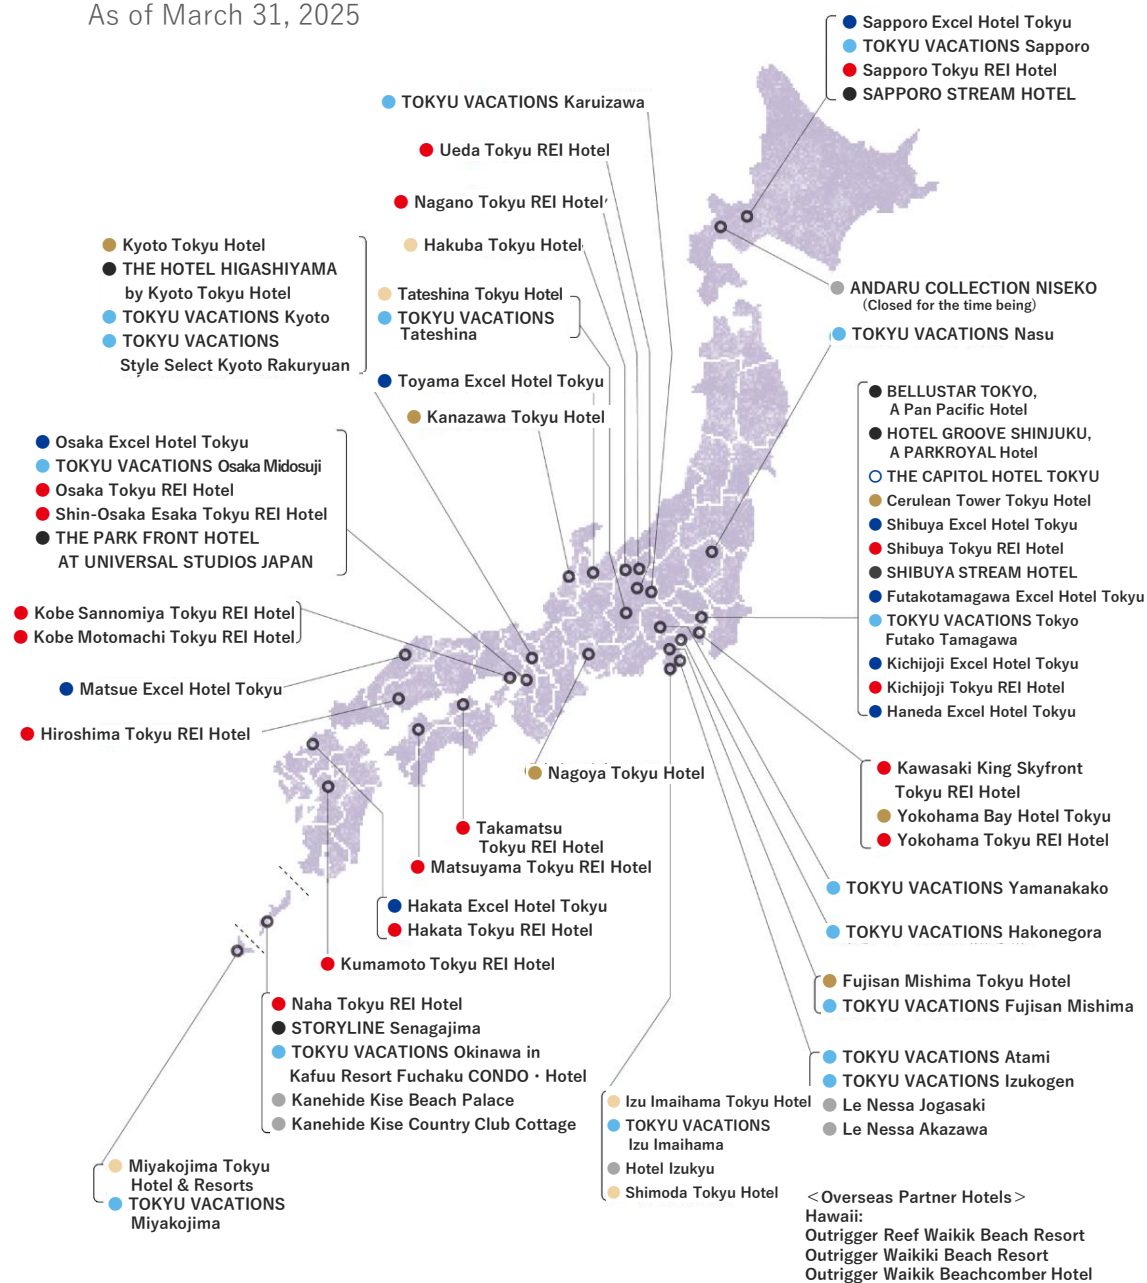 As of March 31, 2025
Sapporo Excel Hotel Tokyu
TOKYU VACATIONS Sapporo
Sapporo Tokyu REI Hotel
SAPPORO STREAM HOTEL
TOKYU VACATIONS Karuizawa
Ueda Tokyu REI Hotel
Nagano Tokyu REI Hotel
Hakuba Tokyu Hotel
Kyoto Tokyu Hotel
THE HOTEL HIGASHIYAMA
by Kyoto Tokyu Hotel
TOKYU VACATIONS Kyoto
TOKYU VACATIONS
Style Select Kyoto Rakuryuan
Tateshina Tokyu Hotel
TOKYU VACATIONS
Tateshina
ANDARU COLLECTION NISEKO
(Closed for the time being)
TOKYU VACATIONS Nasu
Toyama Excel Hotel Tokyu
Kanazawa Tokyu Hotel
BELLUSTAR TOKYO,
A Pan Pacific Hotel
HOTEL GROOVE SHINJUKU,
A PARKROYAL Hotel
THE CAPITOL HOTEL TOKYU
Cerulean Tower Tokyu Hotel
Shibuya Excel Hotel Tokyu
Shibuya Tokyu REI Hotel
SHIBUYA STREAM HOTEL
Futakotamagawa Excel Hotel Tokyu
TOKYU VACATIONS Tokyo
Futako Tamagawa
Kichijoji Excel Hotel Tokyu
Kichijoji Tokyu REI Hotel
Haneda Excel Hotel Tokyu
Osaka Excel Hotel Tokyu
TOKYU VACATIONS Osaka Midosuji
Osaka Tokyu REI Hotel
Shin-Osaka Esaka Tokyu REI Hotel
THE PARK FRONT HOTEL
AT UNIVERSAL STUDIOS JAPAN
Kobe Sannomiya Tokyu REI Hotel
Kobe Motomachi Tokyu REI Hotel
Matsue Excel Hotel Tokyu
Hiroshima Tokyu REI Hotel
Nagoya Tokyu Hotel
Kawasaki King Skyfront
Tokyu REI Hotel
Yokohama Bay Hotel Tokyu
Yokohama Tokyu REI Hotel
Takamatsu
Tokyu REI Hotel
Matsuyama Tokyu REI Hotel
TOKYU VACATIONS Yamanakako
Hakata Excel Hotel Tokyu
Hakata Tokyu REI Hotel
TOKYU VACATIONS Hakonegora
Kumamoto Tokyu REI Hotel
Fujisan Mishima Tokyu Hotel
TOKYU VACATIONS Fujisan Mishima
Naha Tokyu REI Hotel
STORYLINE Senagajima
TOKYU VACATIONS Okinawa in
Kafuu Resort Fuchaku CONDO・Hotel
Kanehide Kise Beach Palace
Kanehide Kise Country Club Cottage
TOKYU VACATIONS Atami
TOKYU VACATIONS Izukogen
Le Nessa Jogasaki
Le Nessa Akazawa
Izu Imaihama Tokyu Hotel
TOKYU VACATIONS
Izu Imaihama
Hotel Izukyu
Shimoda Tokyu Hotel
Miyakojima Tokyu
Hotel & Resorts
TOKYU VACATIONS
Miyakojima
＜Overseas Partner Hotels＞
Hawaii:
Outrigger Reef Waikik Beach Resort
Outrigger Waikiki Beach Resort
Outrigger Waikik Beachcomber Hotel